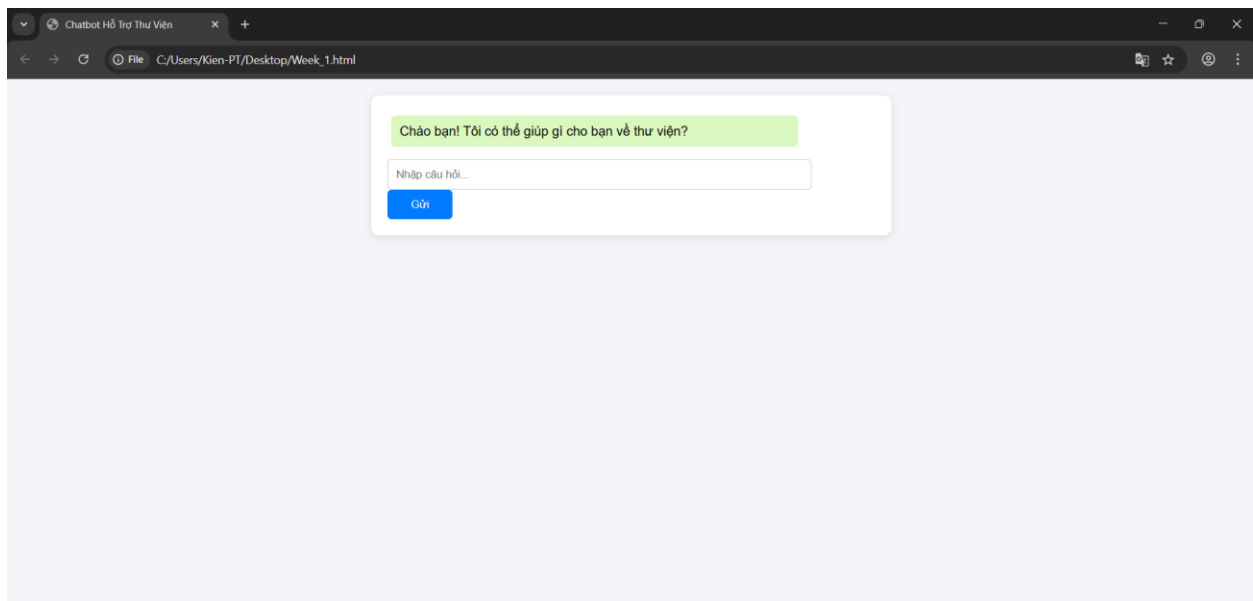 Chatbot Hỗ Trợ Thư Viện
File C:/Users/Kien-PT/Desktop/Week_1.html
Chào bạn! Tôi có thể giúp gì cho bạn về thư viện?
Nhập câu hỏi...
Gửi